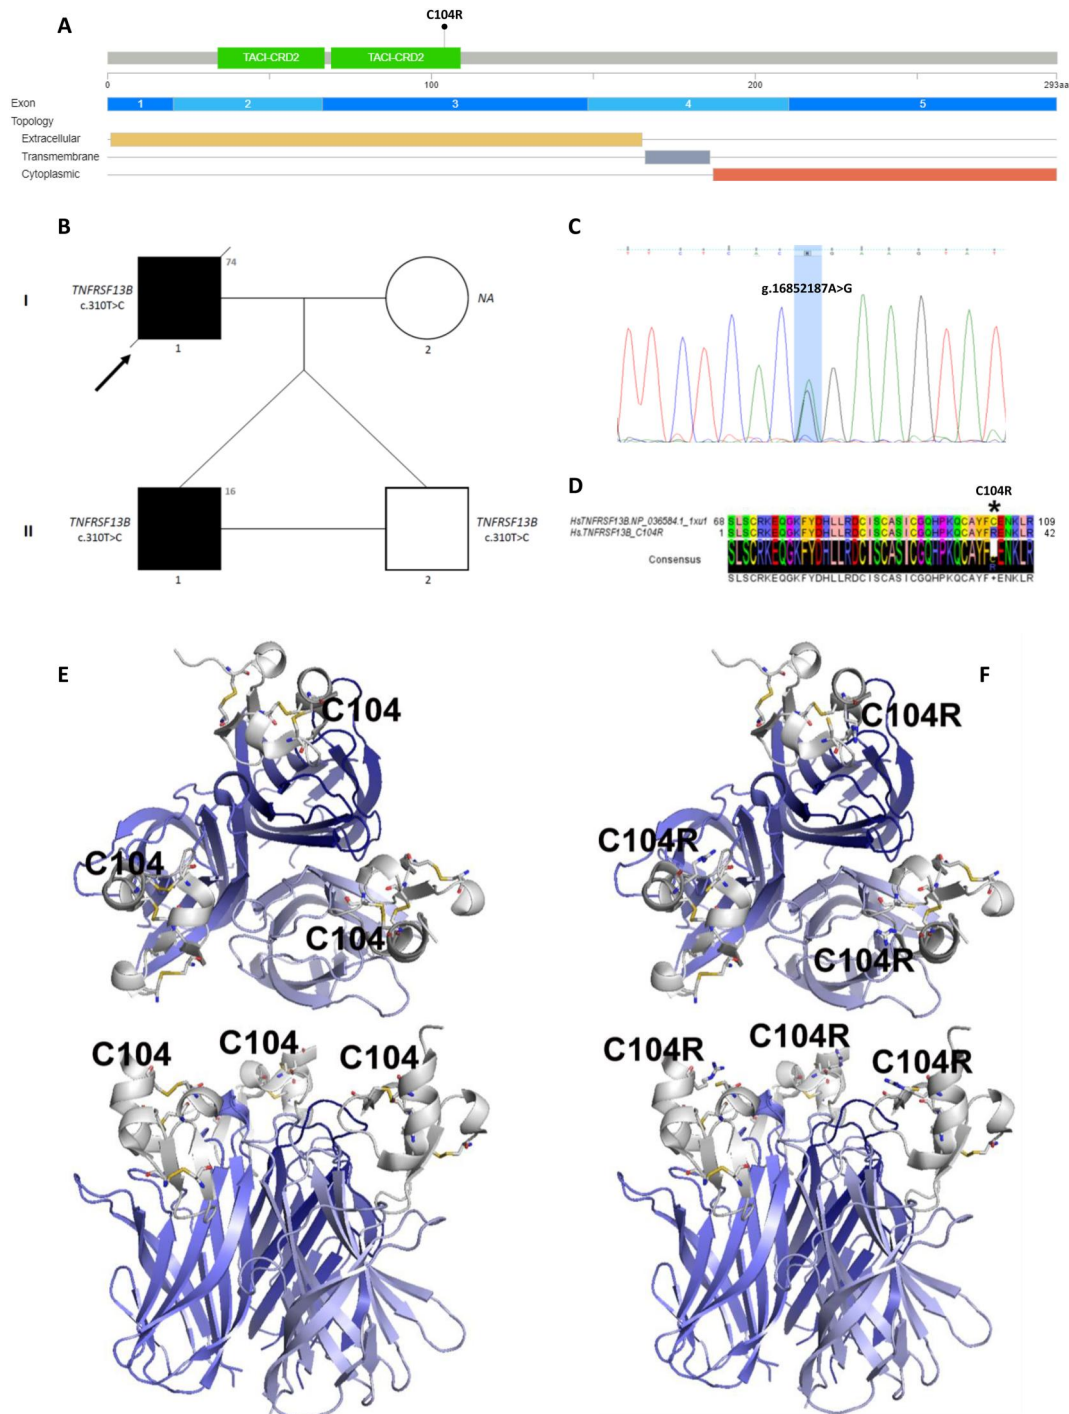 A
C104R
TACI-CRD2 TACI-CRD2
0 100 200 293aa
Exon 1 2 3 4 5
Topology
Extracellular
Transmembrane
Cytoplasmic
B
I
TNFRSF13B
c.310T>C
74
1
NA
2
II
TNFRSF13B
c.310T>C
16
1
TNFRSF13B
c.310T>C
2
C
g.16852187A>G
D
C104R
*
HsTNFRSF13B.NP_036584.1_1xu1 68 SLSCRKEQGKFYDHLLRDCISCASICGQHPKQCAYFCENKLR 109
Hs.TNFRSF13B_C104R 1 SLSCRKEQGKFYDHLLRDCISCASICGQHPKQCAYFRENKLR 42
Consensus
SLSCRKEQGKFYDHLLRDCISCASICGQHPKQCAYF+ENKLR
E
C104
C104
C104
C104
C104
C104
F
C104R
C104R
C104R
C104R
C104R
C104R